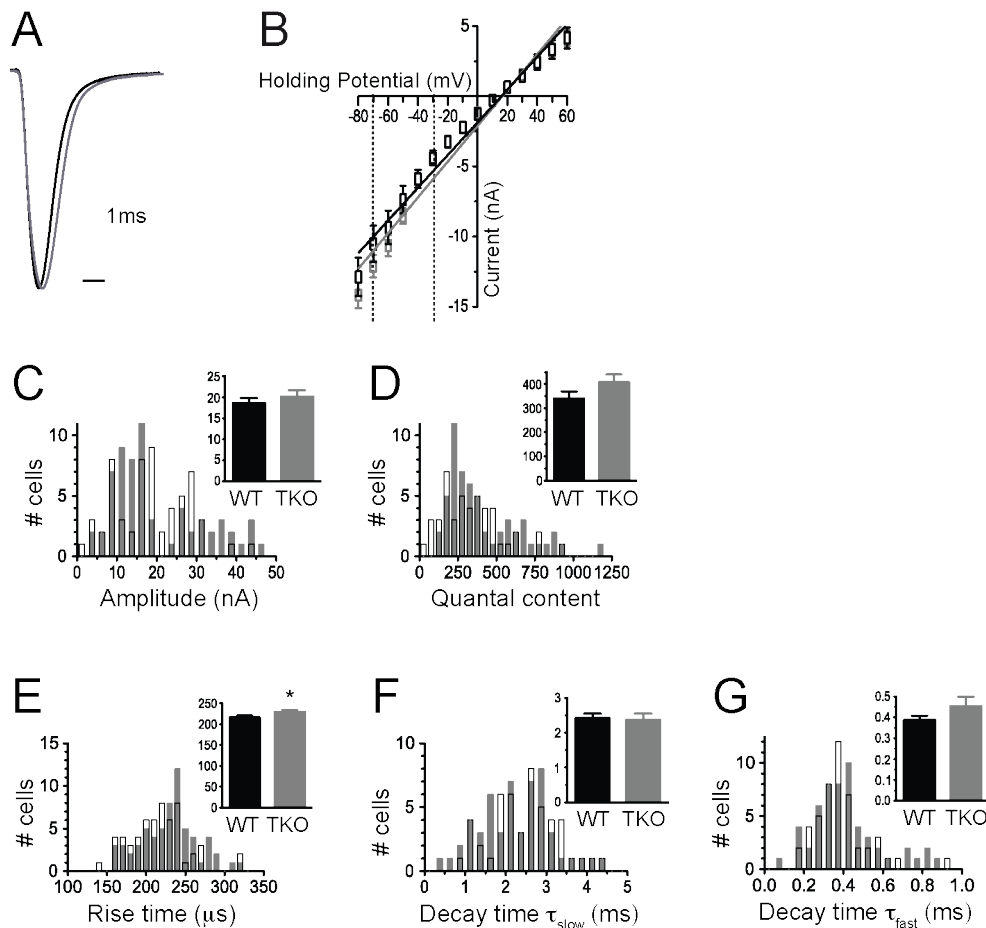 A
1ms
B
Holding Potential (mV)
5
-80 -60 -40 -20 20 40 60
-5
-10
-15
Current (nA)
C
# cells
10
5
0
0 10 20 30 40 50
Amplitude (nA)
25
20
15
10
5
0
WT TKO
D
# cells
10
5
0
0 250 500 750 1000 1250
Quantal content
400
300
200
100
0
WT TKO
E
# cells
15
10
5
0
100 150 200 250 300 350
Rise time (μs)
*
250
200
250
200
150
0
WT TKO
F
# cells
10
5
0
0 1 2 3 4 5
Decay time τslow (ms)
3
2
1
0
WT TKO
G
# cells
10
5
0
0.0 0.2 0.4 0.6 0.8 1.0
Decay time τfast (ms)
0.5
0.4
0.3
0.2
0.1
0.0
WT TKO